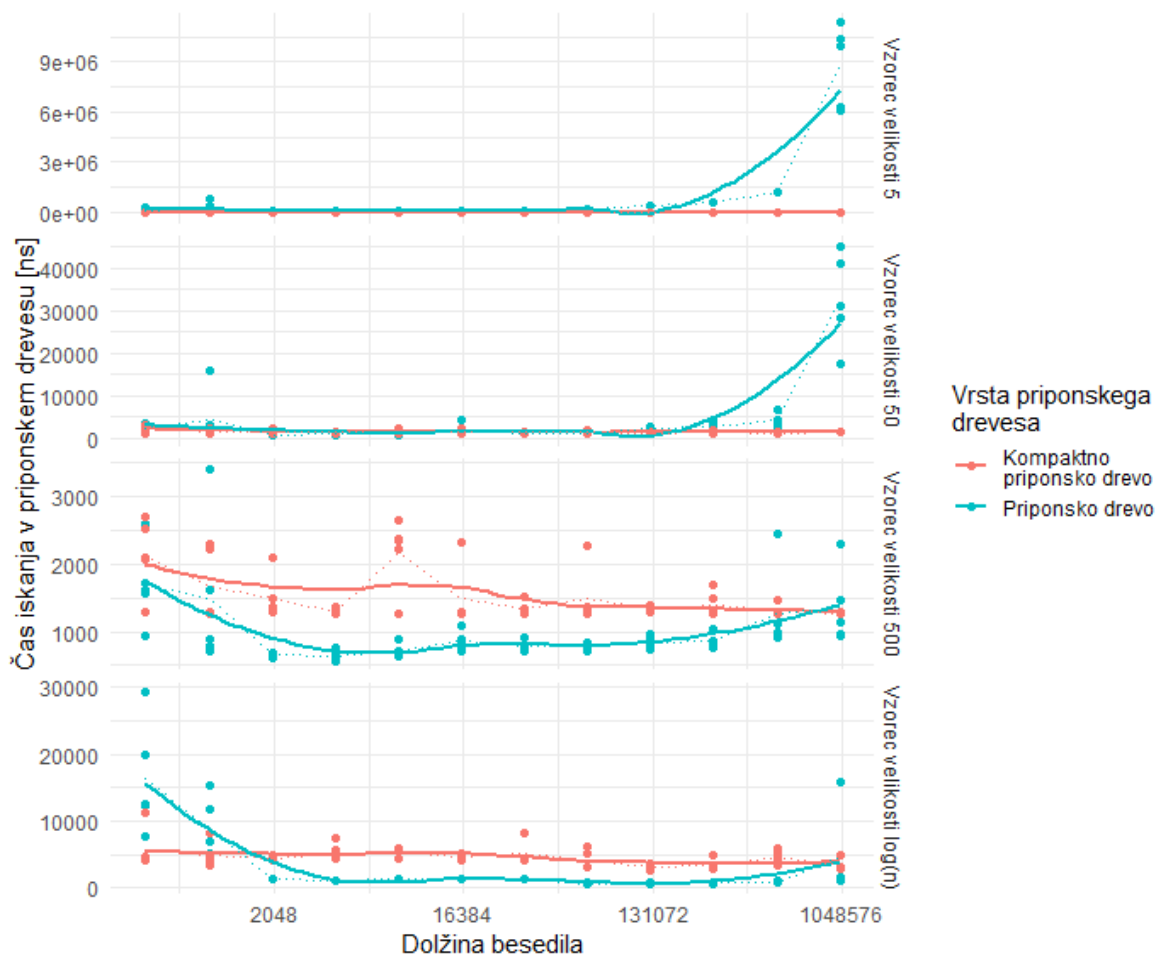 Čas iskanja v priponskem drevesu [ns]
9e+06
6e+06
3e+06
0e+00
Vzorec velikosti 5
40000
30000
20000
10000
0
Vzorec velikosti 50
3000
2000
1000
Vzorec velikosti 500
30000
20000
10000
0
Vzorec velikosti log(n)
2048
16384
131072
1048576
Dolžina besedila
Vrsta priponskega
drevesa
Kompaktno
priponsko drevo
Priponsko drevo